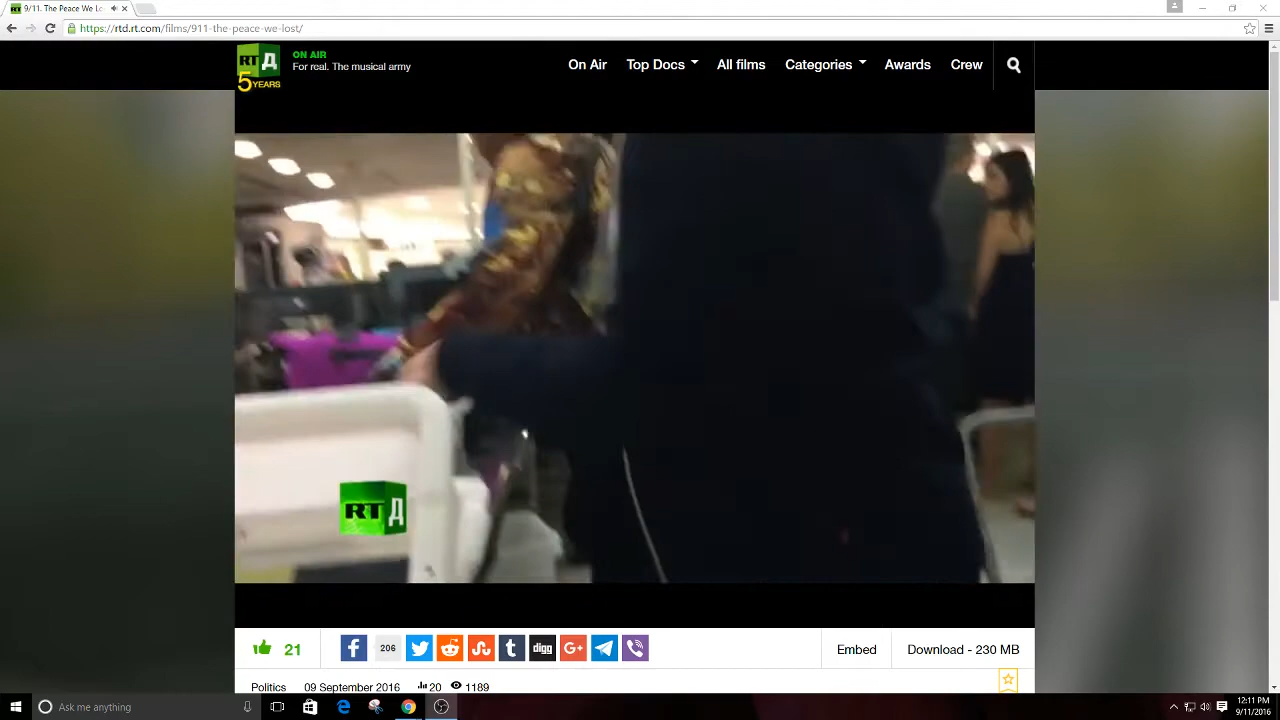 9/11. The Peace We Lo
https://rtd.rt.com/films/911-the-peace-we-lost/
RT Д
5 YEARS
ON AIR
For real. The musical army
On Air
Top Docs
All films
Categories
Awards
Crew
RT Д
21
f
206
t
digg
G+
Embed
Download - 230 MB
Politics
09 September 2016
20
1189
Ask me anything
12:11 PM
9/11/2016